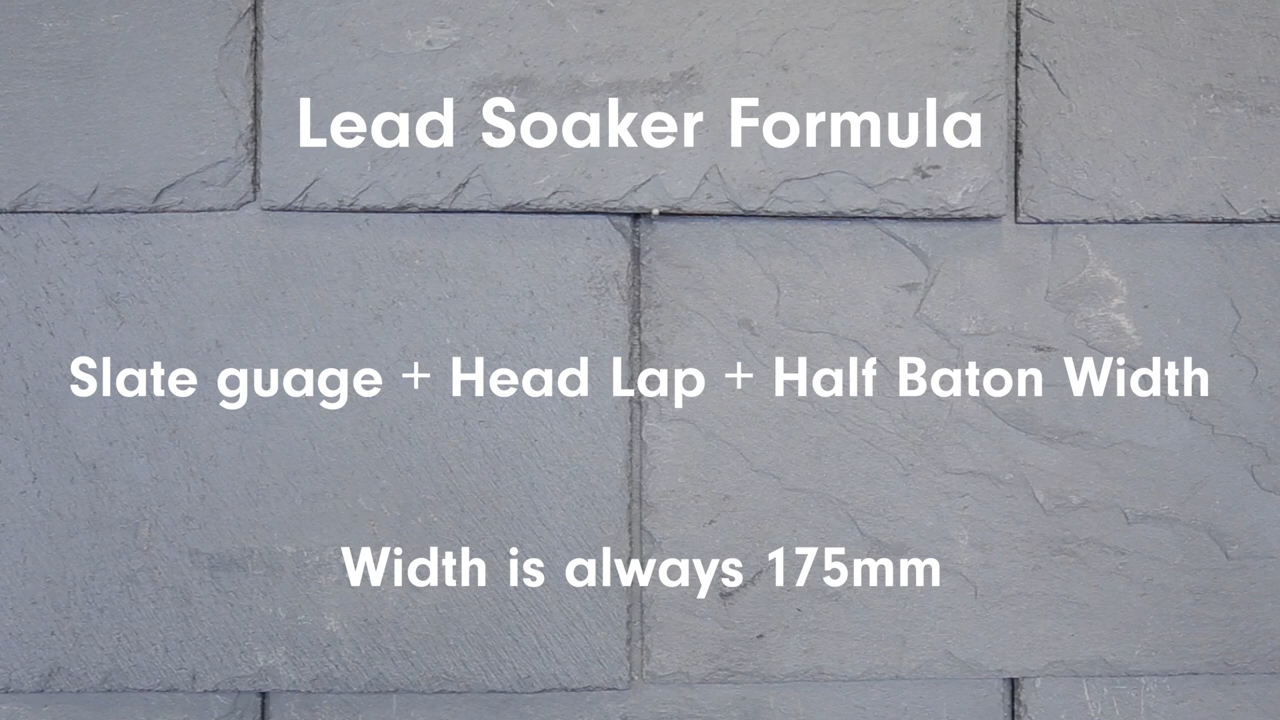 Lead Soaker Formula
Slate guage + Head Lap + Half Baton Width
Width is always 175mm